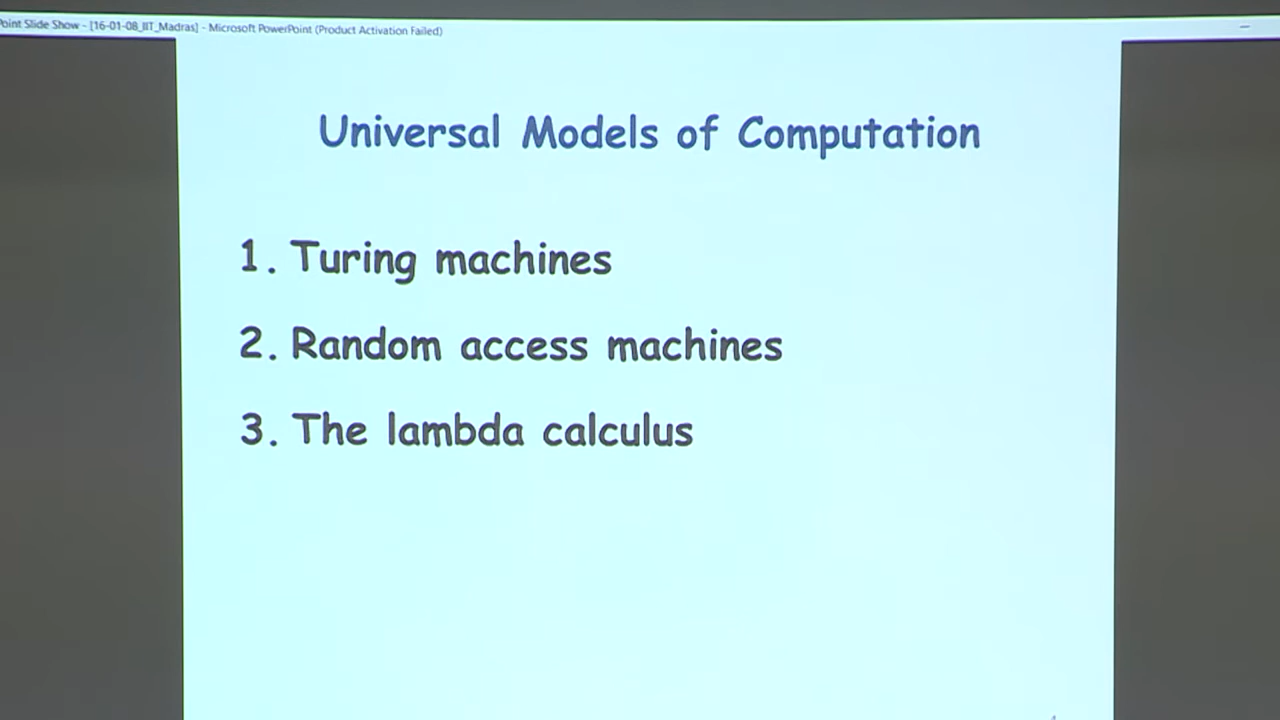 Point Slide Show - [16-01-08_IIT_Madras] - Microsoft PowerPoint (Product Activation Failed)
Universal Models of Computation
1. Turing machines
2. Random access machines
3. The lambda calculus